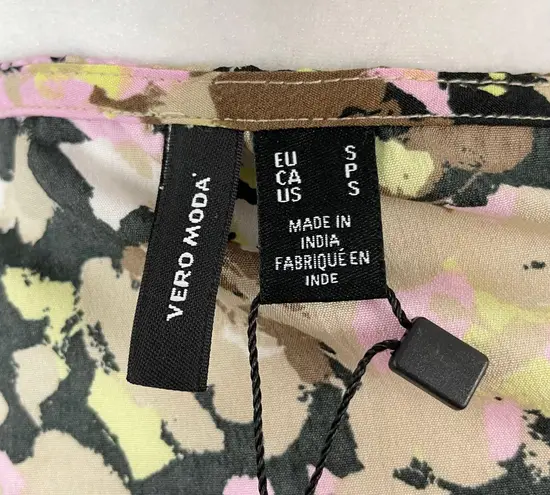 VERO MODA
EU S
CA P
US S
MADE IN
INDIA
FABRIQUÉ EN
INDE